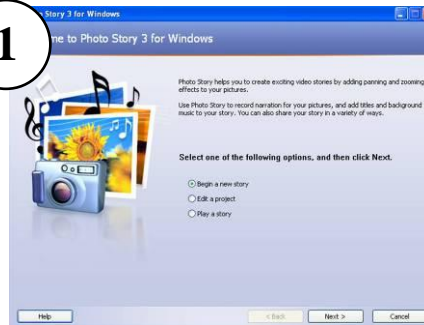 1
Story 3 for Windows
me to Photo Story 3 for Windows
Photo Story helps you to create exciting video stories by adding panning and zooming
effects to your pictures.
Use Photo Story to record narration for your pictures, and add titles and background
music to your story. You can also share your story in a variety of ways.
Select one of the following options, and then click Next.
Begin a new story
Edit a project
Play a story
Help
< Back
Next >
Cancel